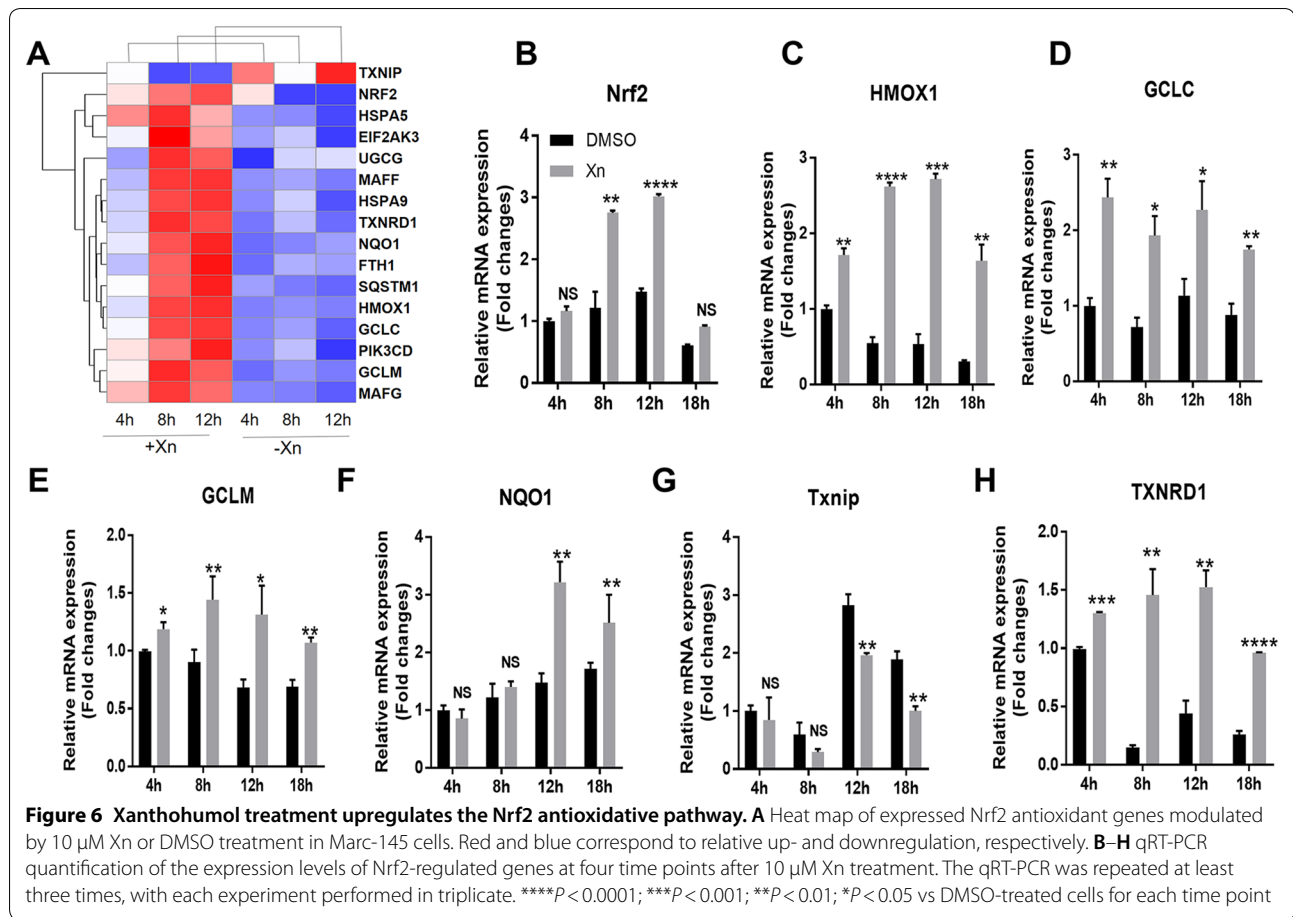 A
TXNIP
NRF2
HSPA5
EIF2AK3
UGCG
MAFF
HSPA9
TXNRD1
NQO1
FTH1
SQSTM1
HMOX1
GCLC
PIK3CD
GCLM
MAFG
4h 8h 12h 4h 8h 12h
+Xn -Xn
B
Nrf2
Relative mRNA expression
(Fold changes)
4
3
2
1
0
DMSO
Xn
NS
**
****
NS
4h 8h 12h 18h
C
HMOX1
Relative mRNA expression
(Fold changes)
3
2
1
0
**
****
***
**
4h 8h 12h 18h
D
GCLC
Relative mRNA expression
(Fold changes)
3
2
1
0
**
*
*
**
4h 8h 12h 18h
E
GCLM
Relative mRNA expression
(Fold changes)
2.0
1.5
1.0
0.5
0.0
*
**
*
**
4h 8h 12h 18h
F
NQO1
Relative mRNA expression
(Fold changes)
4
3
2
1
0
NS
NS
**
**
4h 8h 12h 18h
G
Txnip
Relative mRNA expression
(Fold changes)
4
3
2
1
0
NS
NS
**
**
4h 8h 12h 18h
H
TXNRD1
Relative mRNA expression
(Fold changes)
2.0
1.5
1.0
0.5
0.0
***
**
**
****
4h 8h 12h 18h
Figure 6 Xanthohumol treatment upregulates the Nrf2 antioxidative pathway. A Heat map of expressed Nrf2 antioxidant genes modulated
by 10 µM Xn or DMSO treatment in Marc-145 cells. Red and blue correspond to relative up- and downregulation, respectively. B–H qRT-PCR
quantification of the expression levels of Nrf2-regulated genes at four time points after 10 µM Xn treatment. The qRT-PCR was repeated at least
three times, with each experiment performed in triplicate. ****P < 0.0001; ***P < 0.001; **P < 0.01; *P < 0.05 vs DMSO-treated cells for each time point